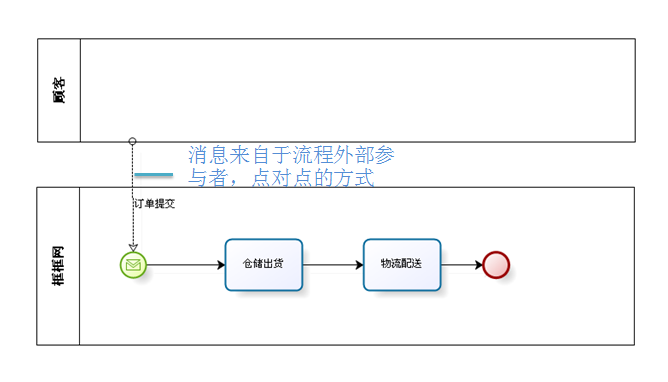 顾客
消息来自于流程外部参
与者，点对点的方式
订单提交
框框网
仓储出货
物流配送